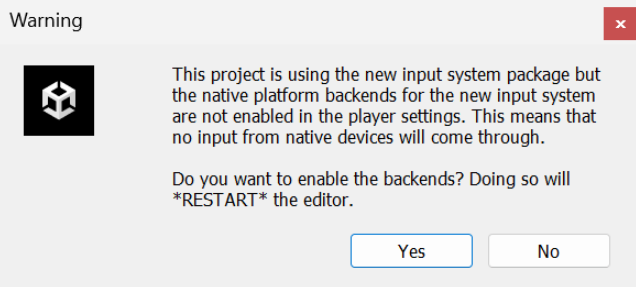 Warning
x
This project is using the new input system package but
the native platform backends for the new input system
are not enabled in the player settings. This means that
no input from native devices will come through.
Do you want to enable the backends? Doing so will
*RESTART* the editor.
Yes
No